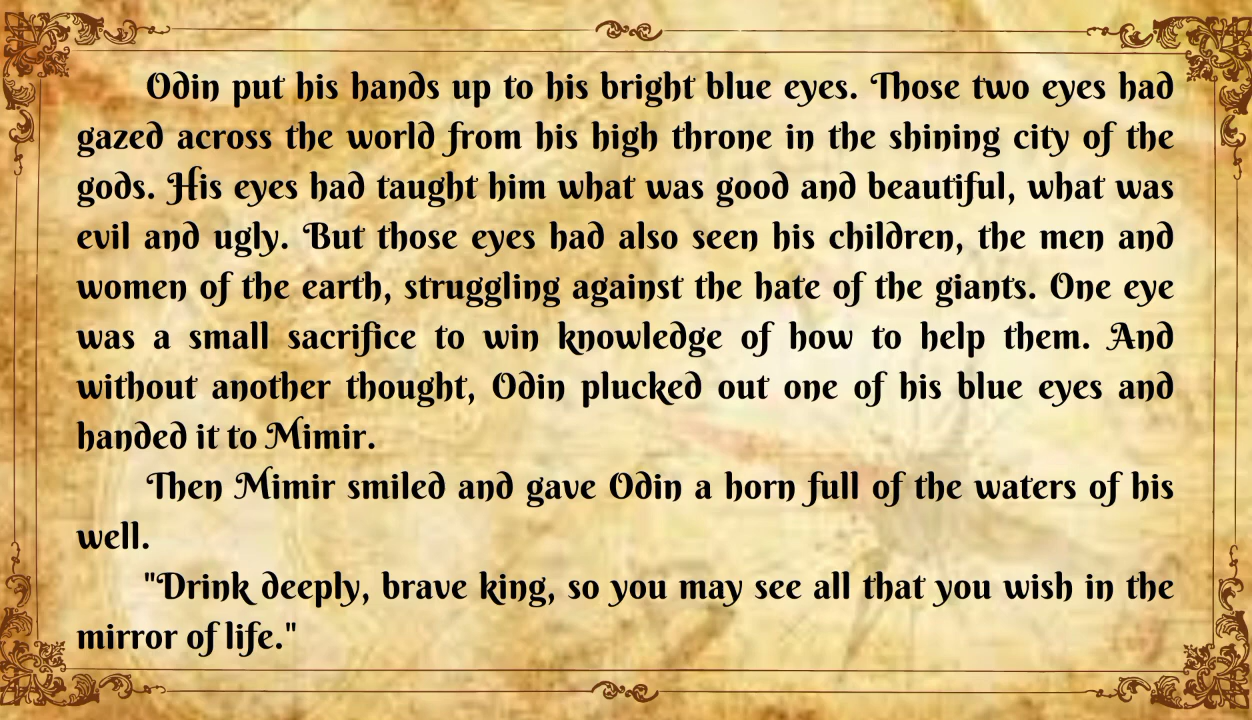 Odin put his hands up to his bright blue eyes. Those two eyes had
gazed across the world from his high throne in the shining city of the
gods. His eyes had taught him what was good and beautiful, what was
evil and ugly. But those eyes had also seen his children, the men and
women of the earth, struggling against the hate of the giants. One eye
was a small sacrifice to win knowledge of how to help them. And
without another thought, Odin plucked out one of his blue eyes and
handed it to Mimir.
Then Mimir smiled and gave Odin a horn full of the waters of his
well.
"Drink deeply, brave king, so you may see all that you wish in the
mirror of life."